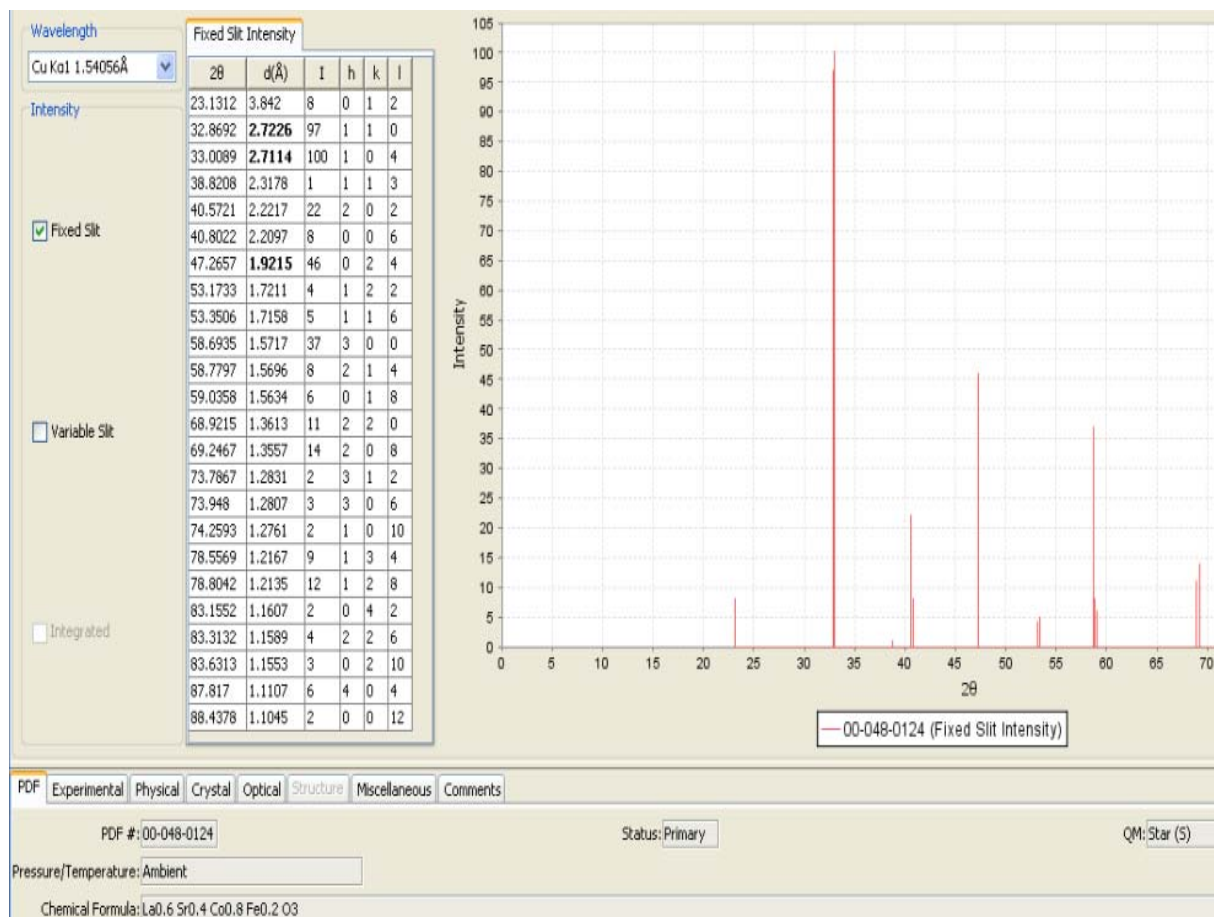 Wavelength
Cu Kα1 1.54056Å
Intensity
Fixed Slit
Variable Slit
Integrated
Fixed Slit Intensity
2θ d(Å) I h k l
23.1312 3.842 8 0 1 2
32.8692 2.7226 97 1 1 0
33.0089 2.7114 100 1 0 4
38.8208 2.3178 1 1 1 3
40.5721 2.2217 22 2 0 2
40.8022 2.2097 8 0 0 6
47.2657 1.9215 46 0 2 4
53.1733 1.7211 4 1 2 2
53.3506 1.7158 5 1 1 6
58.6935 1.5717 37 3 0 0
58.7797 1.5696 8 2 1 4
59.0358 1.5634 6 0 1 8
68.9215 1.3613 11 2 2 0
69.2467 1.3557 14 2 0 8
73.7867 1.2831 2 3 1 2
73.948 1.2807 3 3 0 6
74.2593 1.2761 2 1 0 10
78.5569 1.2167 9 1 3 4
78.8042 1.2135 12 1 2 8
83.1552 1.1607 2 0 4 2
83.3132 1.1589 4 2 2 6
83.6313 1.1553 3 0 2 10
87.817 1.1107 6 4 0 4
88.4378 1.1045 2 0 0 12
Intensity
105
100
95
90
85
80
75
70
65
60
55
50
45
40
35
30
25
20
15
10
5
0
0 5 10 15 20 25 30 35 40 45 50 55 60 65 70
2θ
00-048-0124 (Fixed Slit Intensity)
PDF Experimental Physical Crystal Optical Structure Miscellaneous Comments
PDF #: 00-048-0124 Status: Primary QM: Star (S)
Pressure/Temperature: Ambient
Chemical Formula: La0.6 Sr0.4 Co0.8 Fe0.2 O3